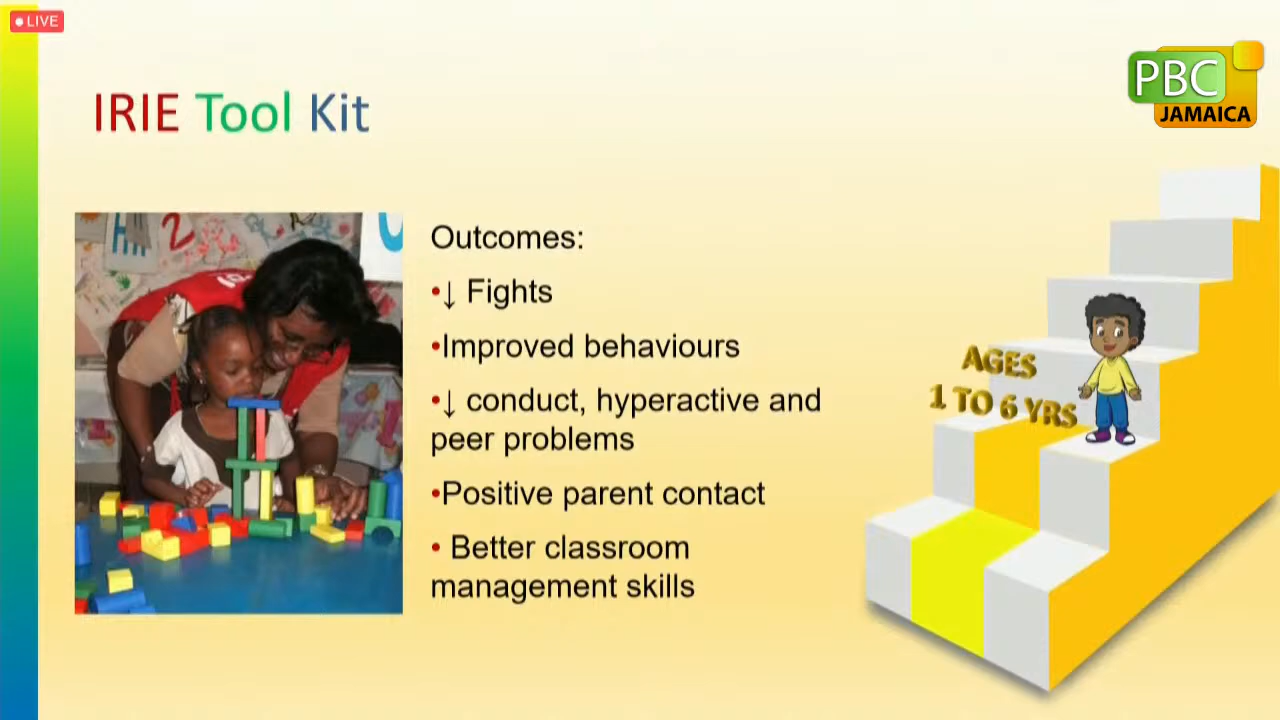 LIVE
PBC
JAMAICA
IRIE Tool Kit
2
Outcomes:
•↓ Fights
•Improved behaviours
•↓ conduct, hyperactive and
peer problems
•Positive parent contact
• Better classroom
management skills
AGES
1 TO 6 YRS